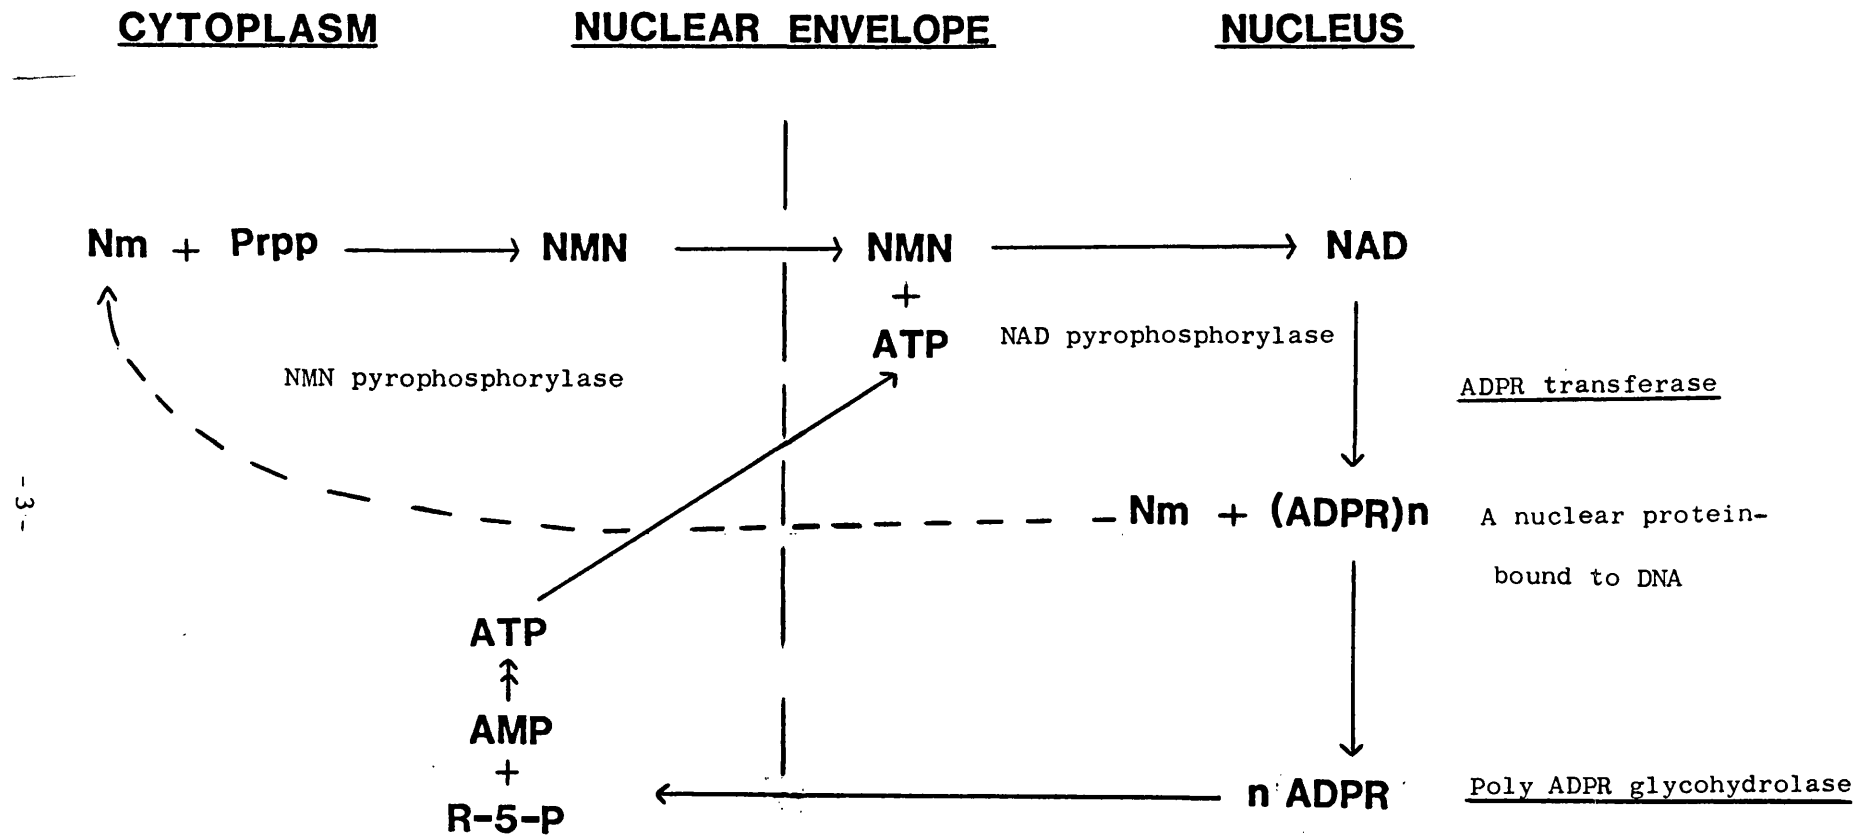 CYTOPLASM NUCLEAR ENVELOPE NUCLEUS
Nm + Prpp NMN NMN NAD
+
ATP NAD pyrophosphorylase
NMN pyrophosphorylase ADPR transferase
-3-
Nm + (ADPR)n A nuclear protein-
bound to DNA
ATP
AMP
+
R-5-P
n ADPR Poly ADPR glycohydrolase